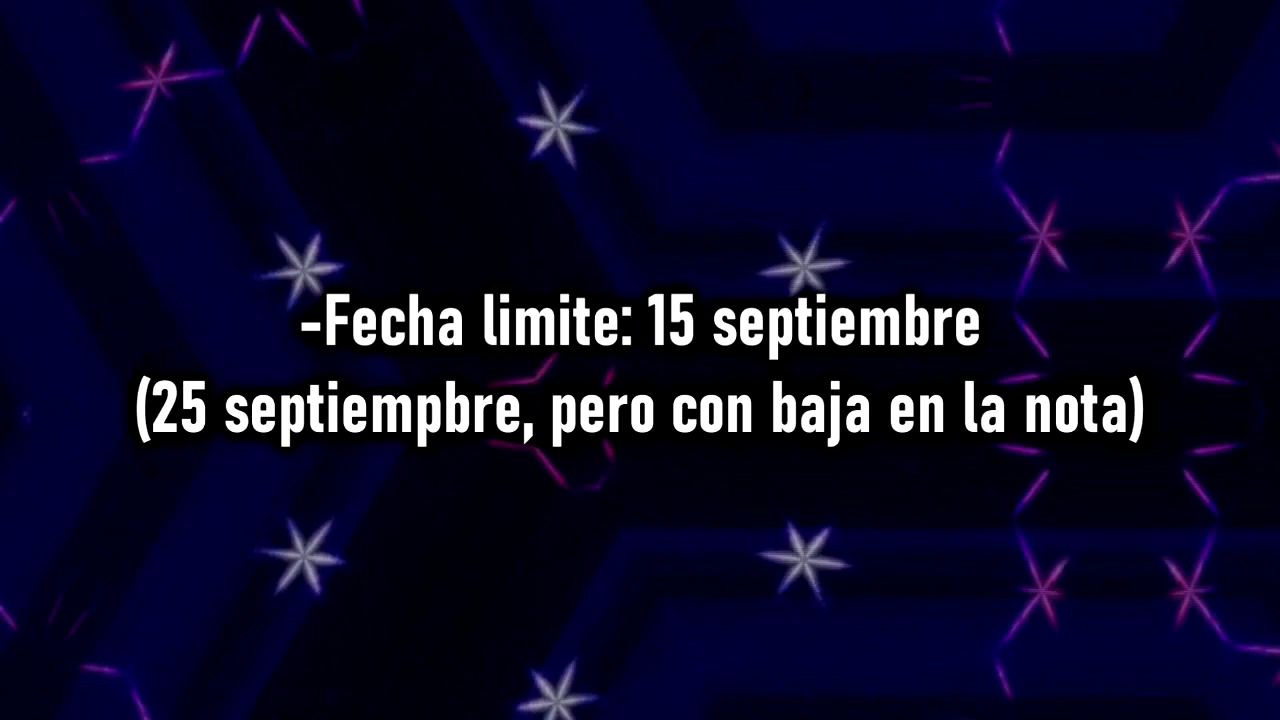 -Fecha limite: 15 septiembre
(25 septiempbre, pero con baja en la nota)